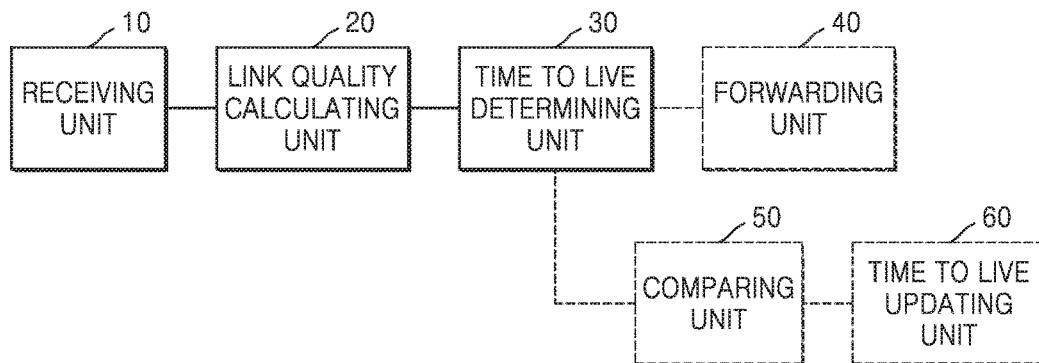 10
20
30
40
RECEIVING
UNIT
LINK QUALITY
CALCULATING
UNIT
TIME TO LIVE
DETERMINING
UNIT
FORWARDING
UNIT
50
60
COMPARING
UNIT
TIME TO LIVE
UPDATING
UNIT